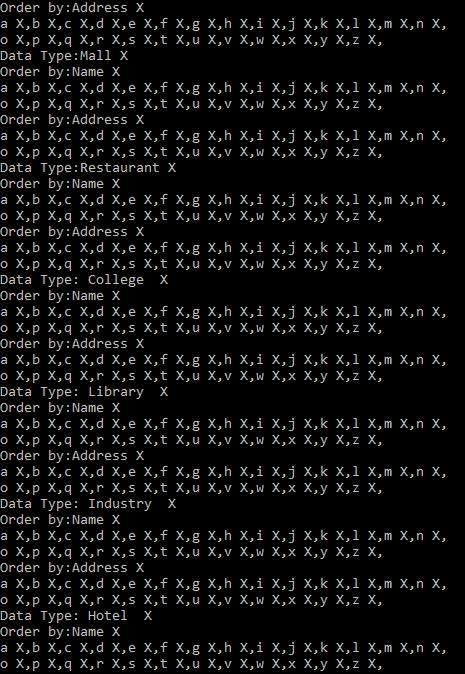 Order by:Address X
a X,b X,c X,d X,e X,f X,g X,h X,i X,j X,k X,l X,m X,n X,
o X,p X,q X,r X,s X,t X,u X,v X,w X,x X,y X,z X,
Data Type:Mall X
Order by:Name X
a X,b X,c X,d X,e X,f X,g X,h X,i X,j X,k X,l X,m X,n X,
o X,p X,q X,r X,s X,t X,u X,v X,w X,x X,y X,z X,
Order by:Address X
a X,b X,c X,d X,e X,f X,g X,h X,i X,j X,k X,l X,m X,n X,
o X,p X,q X,r X,s X,t X,u X,v X,w X,x X,y X,z X,
Data Type:Restaurant X
Order by:Name X
a X,b X,c X,d X,e X,f X,g X,h X,i X,j X,k X,l X,m X,n X,
o X,p X,q X,r X,s X,t X,u X,v X,w X,x X,y X,z X,
Order by:Address X
a X,b X,c X,d X,e X,f X,g X,h X,i X,j X,k X,l X,m X,n X,
o X,p X,q X,r X,s X,t X,u X,v X,w X,x X,y X,z X,
Data Type: College  X
Order by:Name X
a X,b X,c X,d X,e X,f X,g X,h X,i X,j X,k X,l X,m X,n X,
o X,p X,q X,r X,s X,t X,u X,v X,w X,x X,y X,z X,
Order by:Address X
a X,b X,c X,d X,e X,f X,g X,h X,i X,j X,k X,l X,m X,n X,
o X,p X,q X,r X,s X,t X,u X,v X,w X,x X,y X,z X,
Data Type: Library  X
Order by:Name X
a X,b X,c X,d X,e X,f X,g X,h X,i X,j X,k X,l X,m X,n X,
o X,p X,q X,r X,s X,t X,u X,v X,w X,x X,y X,z X,
Order by:Address X
a X,b X,c X,d X,e X,f X,g X,h X,i X,j X,k X,l X,m X,n X,
o X,p X,q X,r X,s X,t X,u X,v X,w X,x X,y X,z X,
Data Type: Industry  X
Order by:Name X
a X,b X,c X,d X,e X,f X,g X,h X,i X,j X,k X,l X,m X,n X,
o X,p X,q X,r X,s X,t X,u X,v X,w X,x X,y X,z X,
Order by:Address X
a X,b X,c X,d X,e X,f X,g X,h X,i X,j X,k X,l X,m X,n X,
o X,p X,q X,r X,s X,t X,u X,v X,w X,x X,y X,z X,
Data Type: Hotel  X
Order by:Name X
a X,b X,c X,d X,e X,f X,g X,h X,i X,j X,k X,l X,m X,n X,
o X,p X,q X,r X,s X,t X,u X,v X,w X,x X,y X,z X,